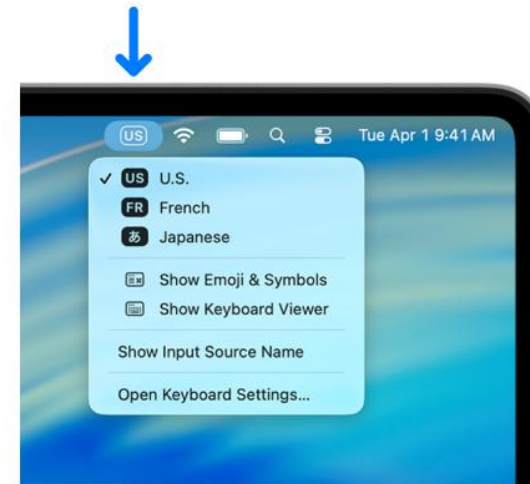 US Tue Apr 1 9:41 AM
US U.S.
FR French
あ Japanese
Show Emoji & Symbols
Show Keyboard Viewer
Show Input Source Name
Open Keyboard Settings...